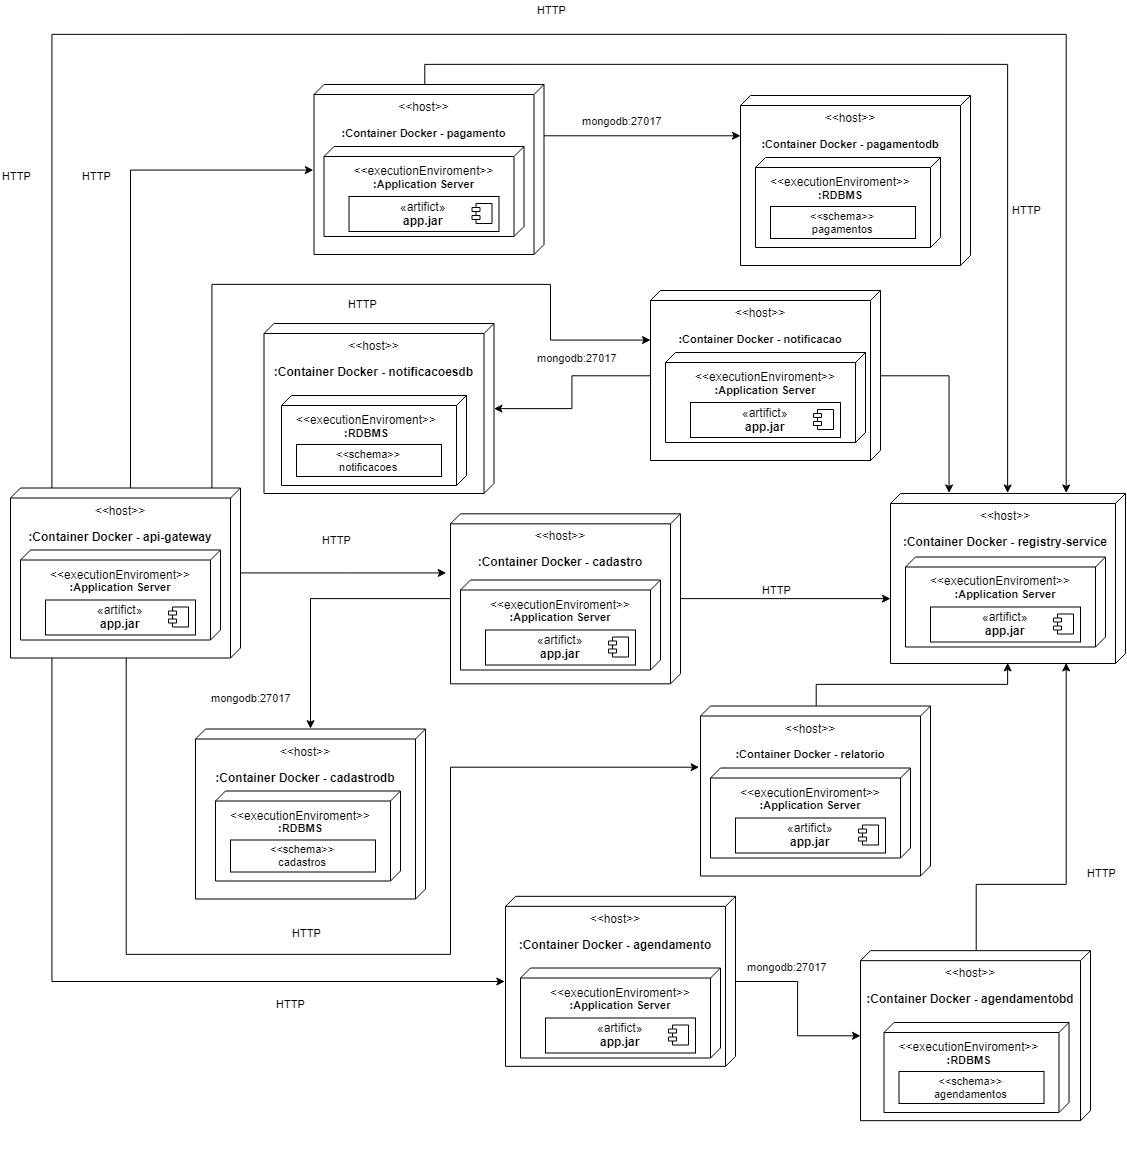 HTTP
<<host>>
:Container Docker - pagamento
<<executionEnviroment>>
:Application Server
«artifict»
app.jar
mongodb:27017
<<host>>
:Container Docker - pagamentodb
<<executionEnviroment>>
:RDBMS
<<schema>>
pagamentos
HTTP
HTTP
HTTP
HTTP
<<host>>
:Container Docker - notificacoesdb
<<executionEnviroment>>
:RDBMS
<<schema>>
notificacoes
mongodb:27017
<<host>>
:Container Docker - notificacao
<<executionEnviroment>>
:Application Server
«artifict»
app.jar
<<host>>
:Container Docker - api-gateway
<<executionEnviroment>>
:Application Server
«artifict»
app.jar
HTTP
<<host>>
:Container Docker - cadastro
<<executionEnviroment>>
:Application Server
«artifict»
app.jar
HTTP
<<host>>
:Container Docker - registry-service
<<executionEnviroment>>
:Application Server
«artifict»
app.jar
mongodb:27017
<<host>>
:Container Docker - cadastrodb
<<executionEnviroment>>
:RDBMS
<<schema>>
cadastros
<<host>>
:Container Docker - relatorio
<<executionEnviroment>>
:Application Server
«artifict»
app.jar
HTTP
HTTP
HTTP
<<host>>
:Container Docker - agendamento
<<executionEnviroment>>
:Application Server
«artifict»
app.jar
mongodb:27017
<<host>>
:Container Docker - agendamentobd
<<executionEnviroment>>
:RDBMS
<<schema>>
agendamentos